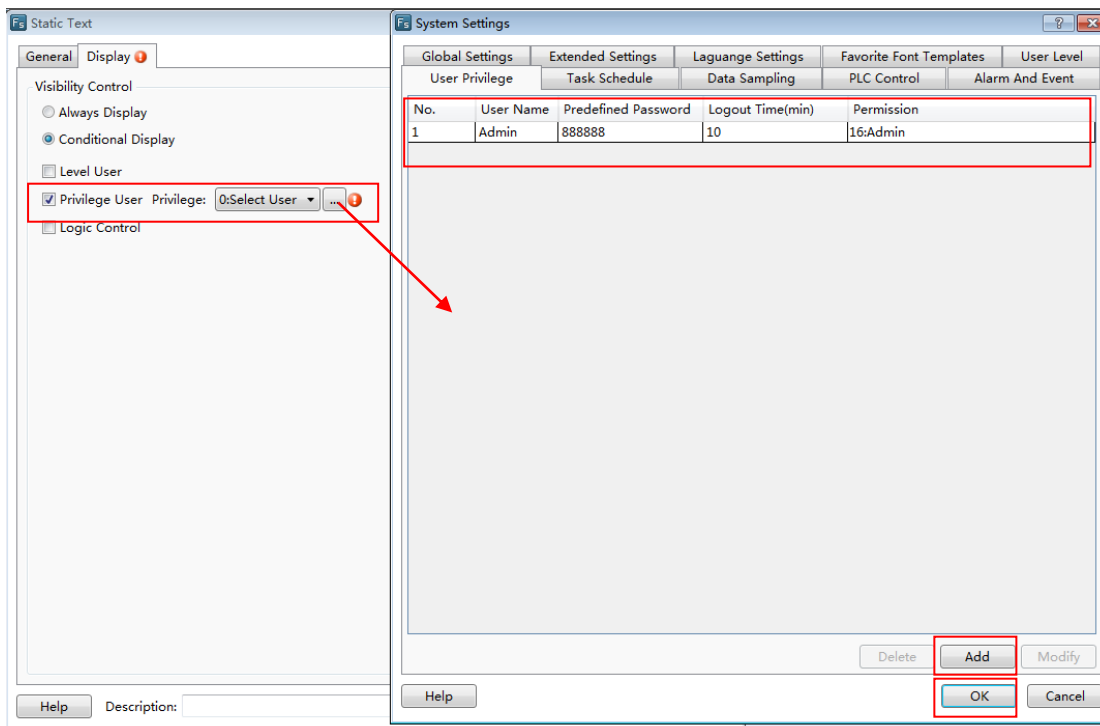 Fs Static Text
General Display
Visibility Control
Always Display
Conditional Display
Level User
Privilege User Privilege: 0:Select User ...
Logic Control
Help Description:
Fs System Settings ?
Global Settings Extended Settings Laguange Settings Favorite Font Templates User Level
User Privilege Task Schedule Data Sampling PLC Control Alarm And Event
No. User Name Predefined Password Logout Time(min) Permission
1 Admin 888888 10 16:Admin
Delete Add Modify
Help OK Cancel